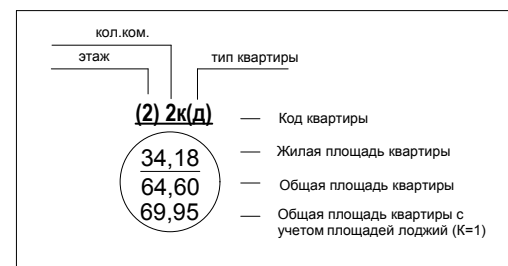 кол.ком.
этаж
тип квартиры
(2) 2к(д)
Код квартиры
34,18
Жилая площадь квартиры
64,60
Общая площадь квартиры
69,95
Общая площадь квартиры с
учетом площадей лоджий (К=1)